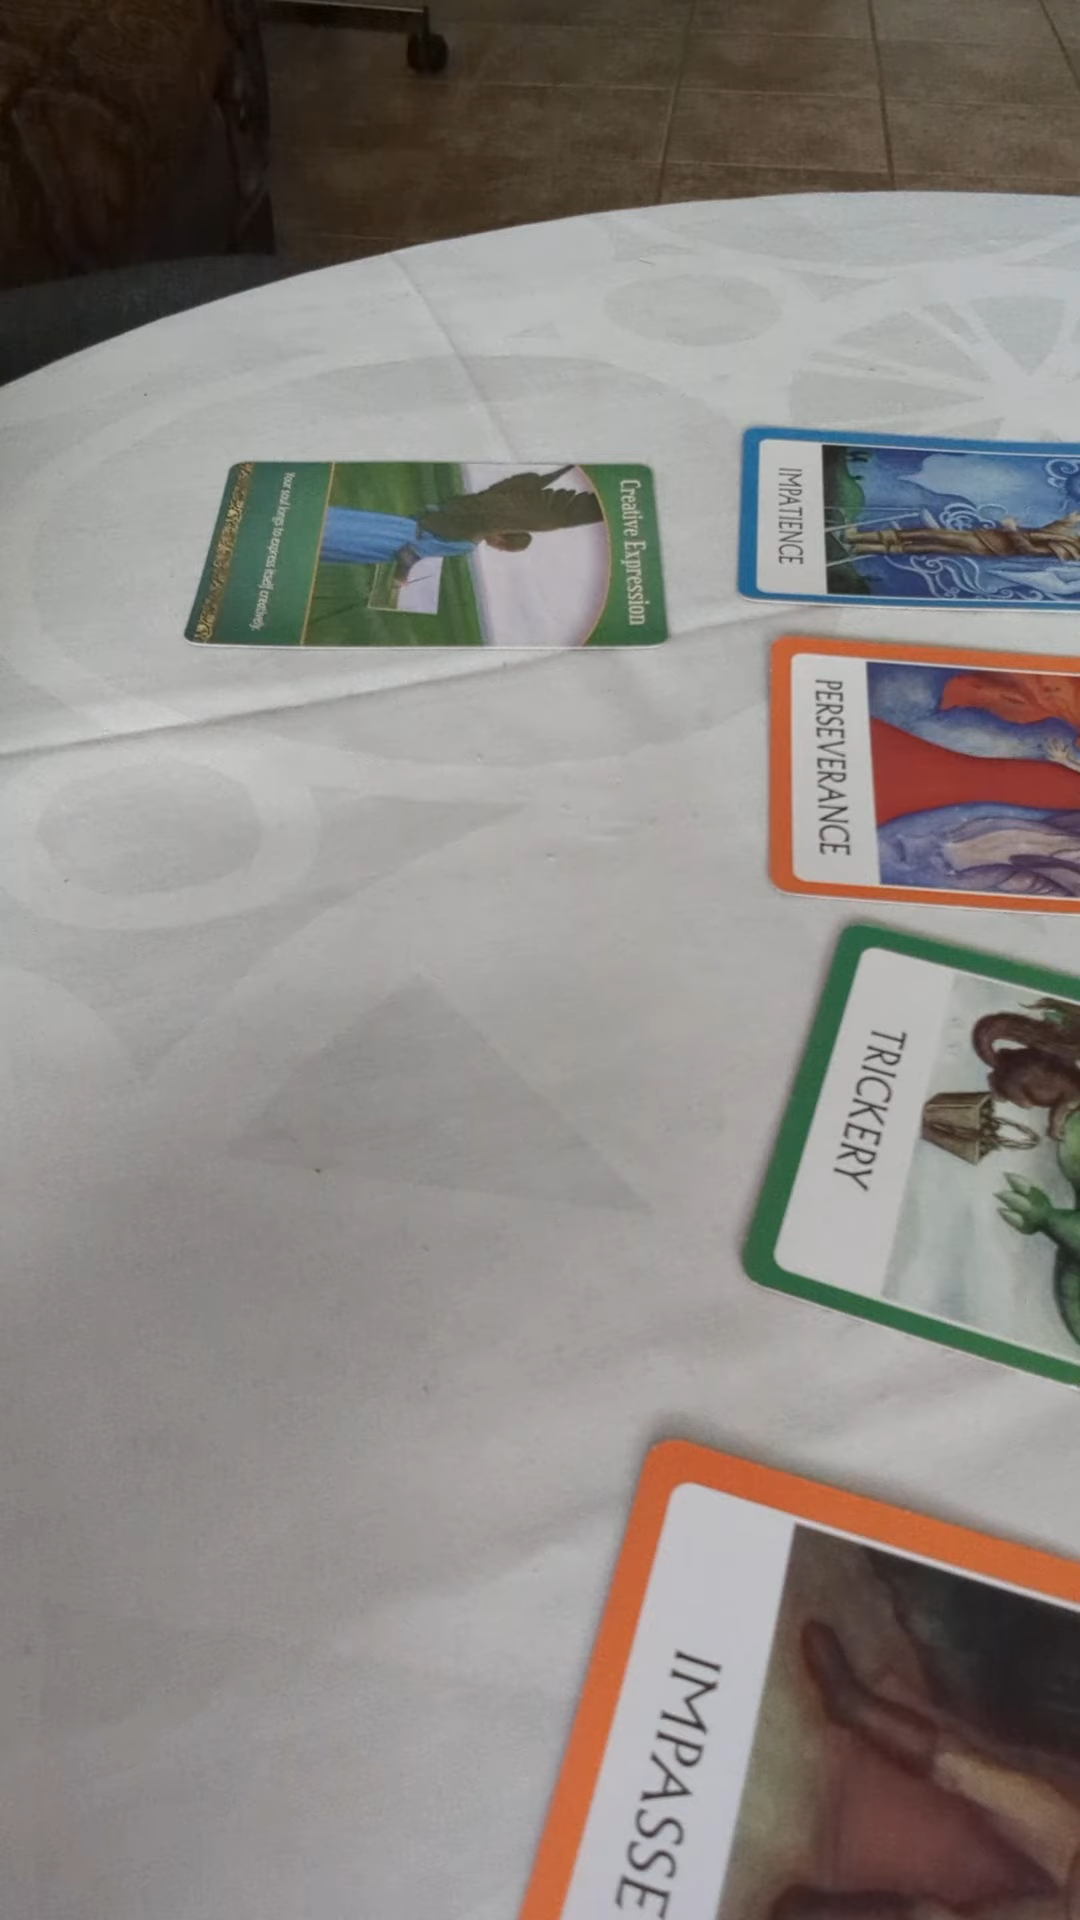 Creative Expression
Your soul longs to express itself creatively.
IMPATIENCE
PERSEVERANCE
TRICKERY
IMPASSE